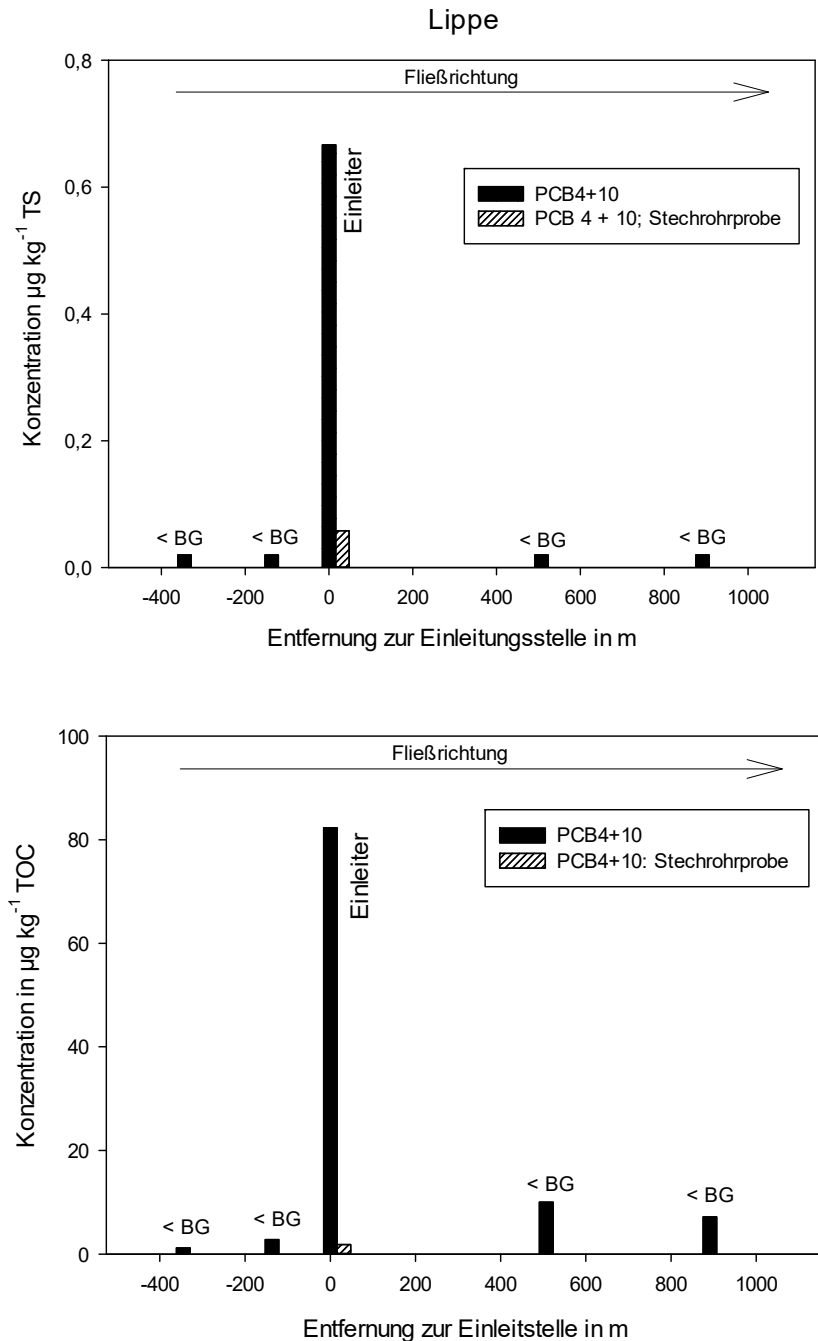 Lippe
0,8
Fließrichtung
Einleiter
PCB4+10
PCB 4 + 10; Stechrohrprobe
0,6
Konzentration µg kg⁻¹ TS
0,4
0,2
< BG
< BG
< BG
< BG
0,0
-400 -200 0 200 400 600 800 1000
Entfernung zur Einleitungsstelle in m
100
Fließrichtung
Einleiter
PCB4+10
PCB4+10: Stechrohrprobe
80
60
Konzentration in µg kg⁻¹ TOC
40
20
< BG
< BG
< BG
< BG
0
-400 -200 0 200 400 600 800 1000
Entfernung zur Einleitstelle in m